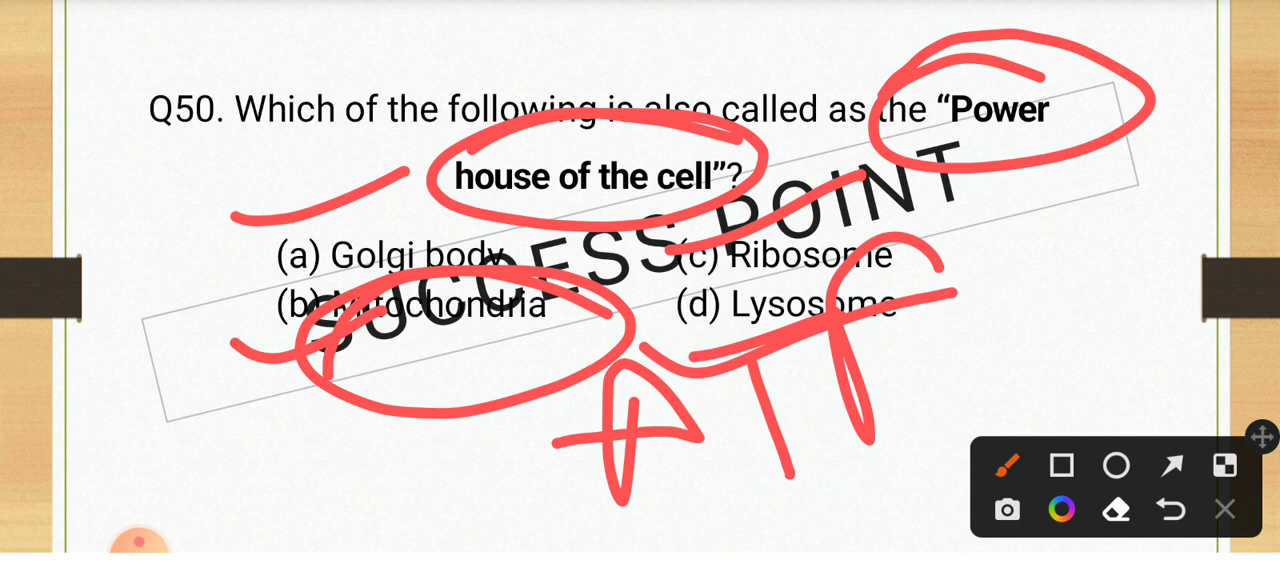 Q50. Which of the following is also called as the “Power
house of the cell”?
(a) Golgi body
(c) Ribosome
(b) Mitochondria
(d) Lysosome
SUCCESS POINT
ATP